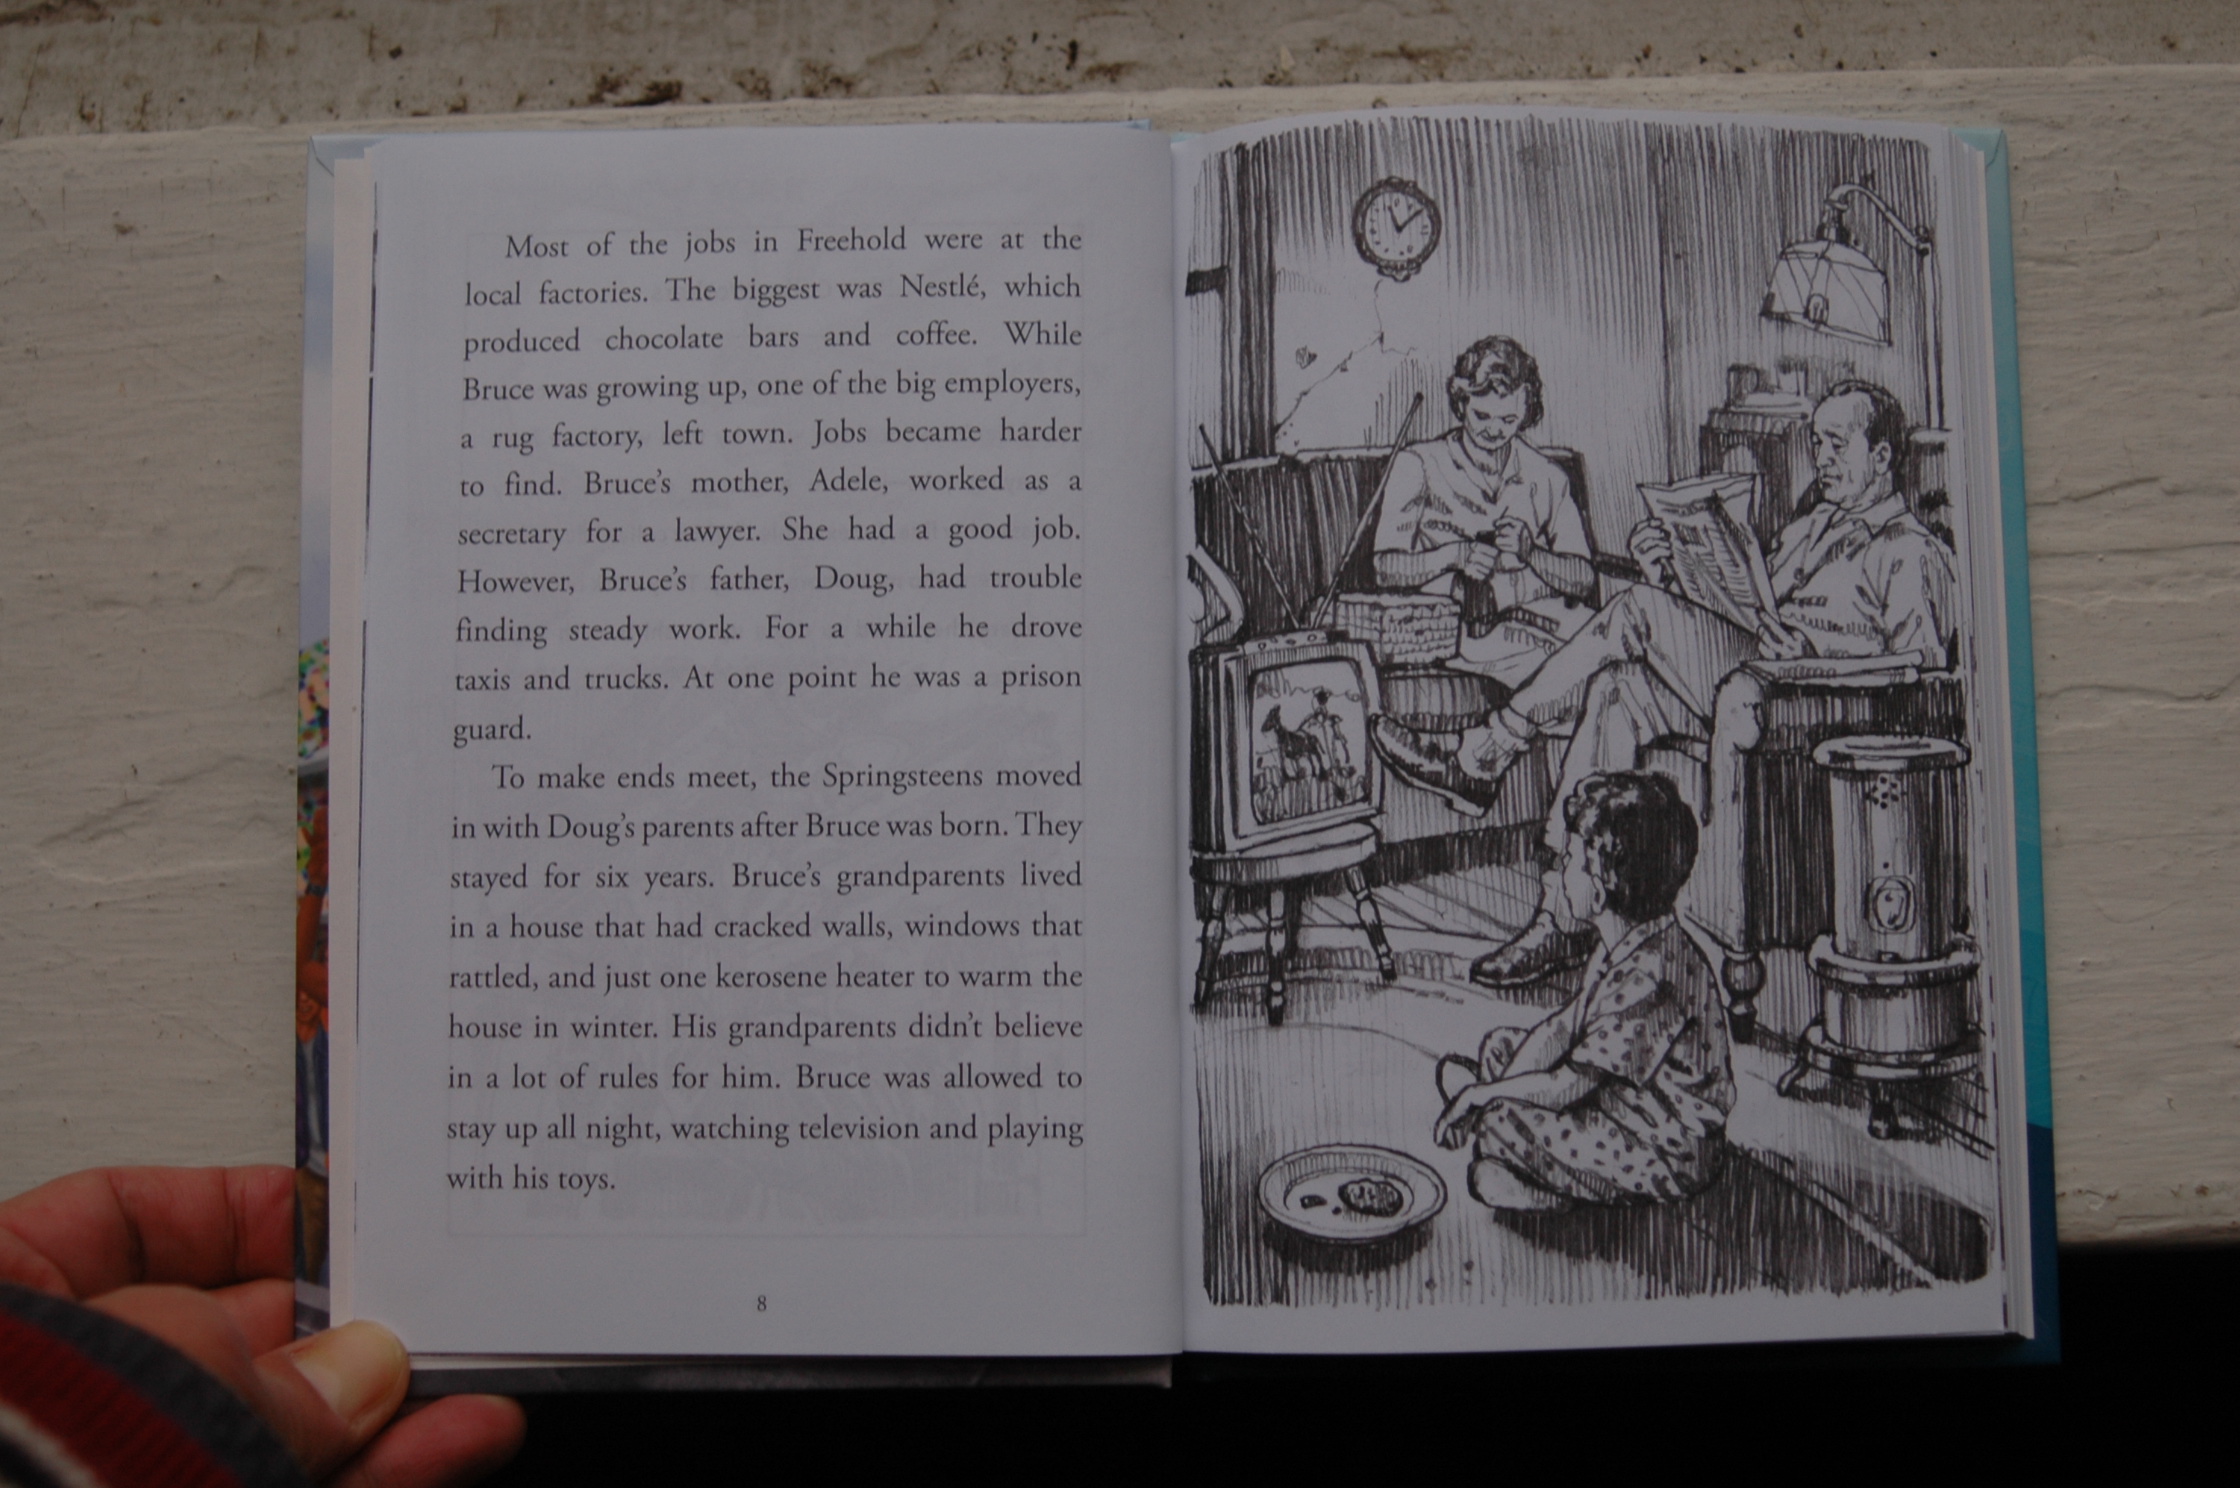 Most of the jobs in Freehold were at the
local factories. The biggest was Nestlé, which
produced chocolate bars and coffee. While
Bruce was growing up, one of the big employers,
a rug factory, left town. Jobs became harder
to find. Bruce’s mother, Adele, worked as a
secretary for a lawyer. She had a good job.
However, Bruce’s father, Doug, had trouble
finding steady work. For a while he drove
taxis and trucks. At one point he was a prison
guard.
To make ends meet, the Springsteens moved
in with Doug’s parents after Bruce was born. They
stayed for six years. Bruce’s grandparents lived
in a house that had cracked walls, windows that
rattled, and just one kerosene heater to warm the
house in winter. His grandparents didn’t believe
in a lot of rules for him. Bruce was allowed to
stay up all night, watching television and playing
with his toys.
8